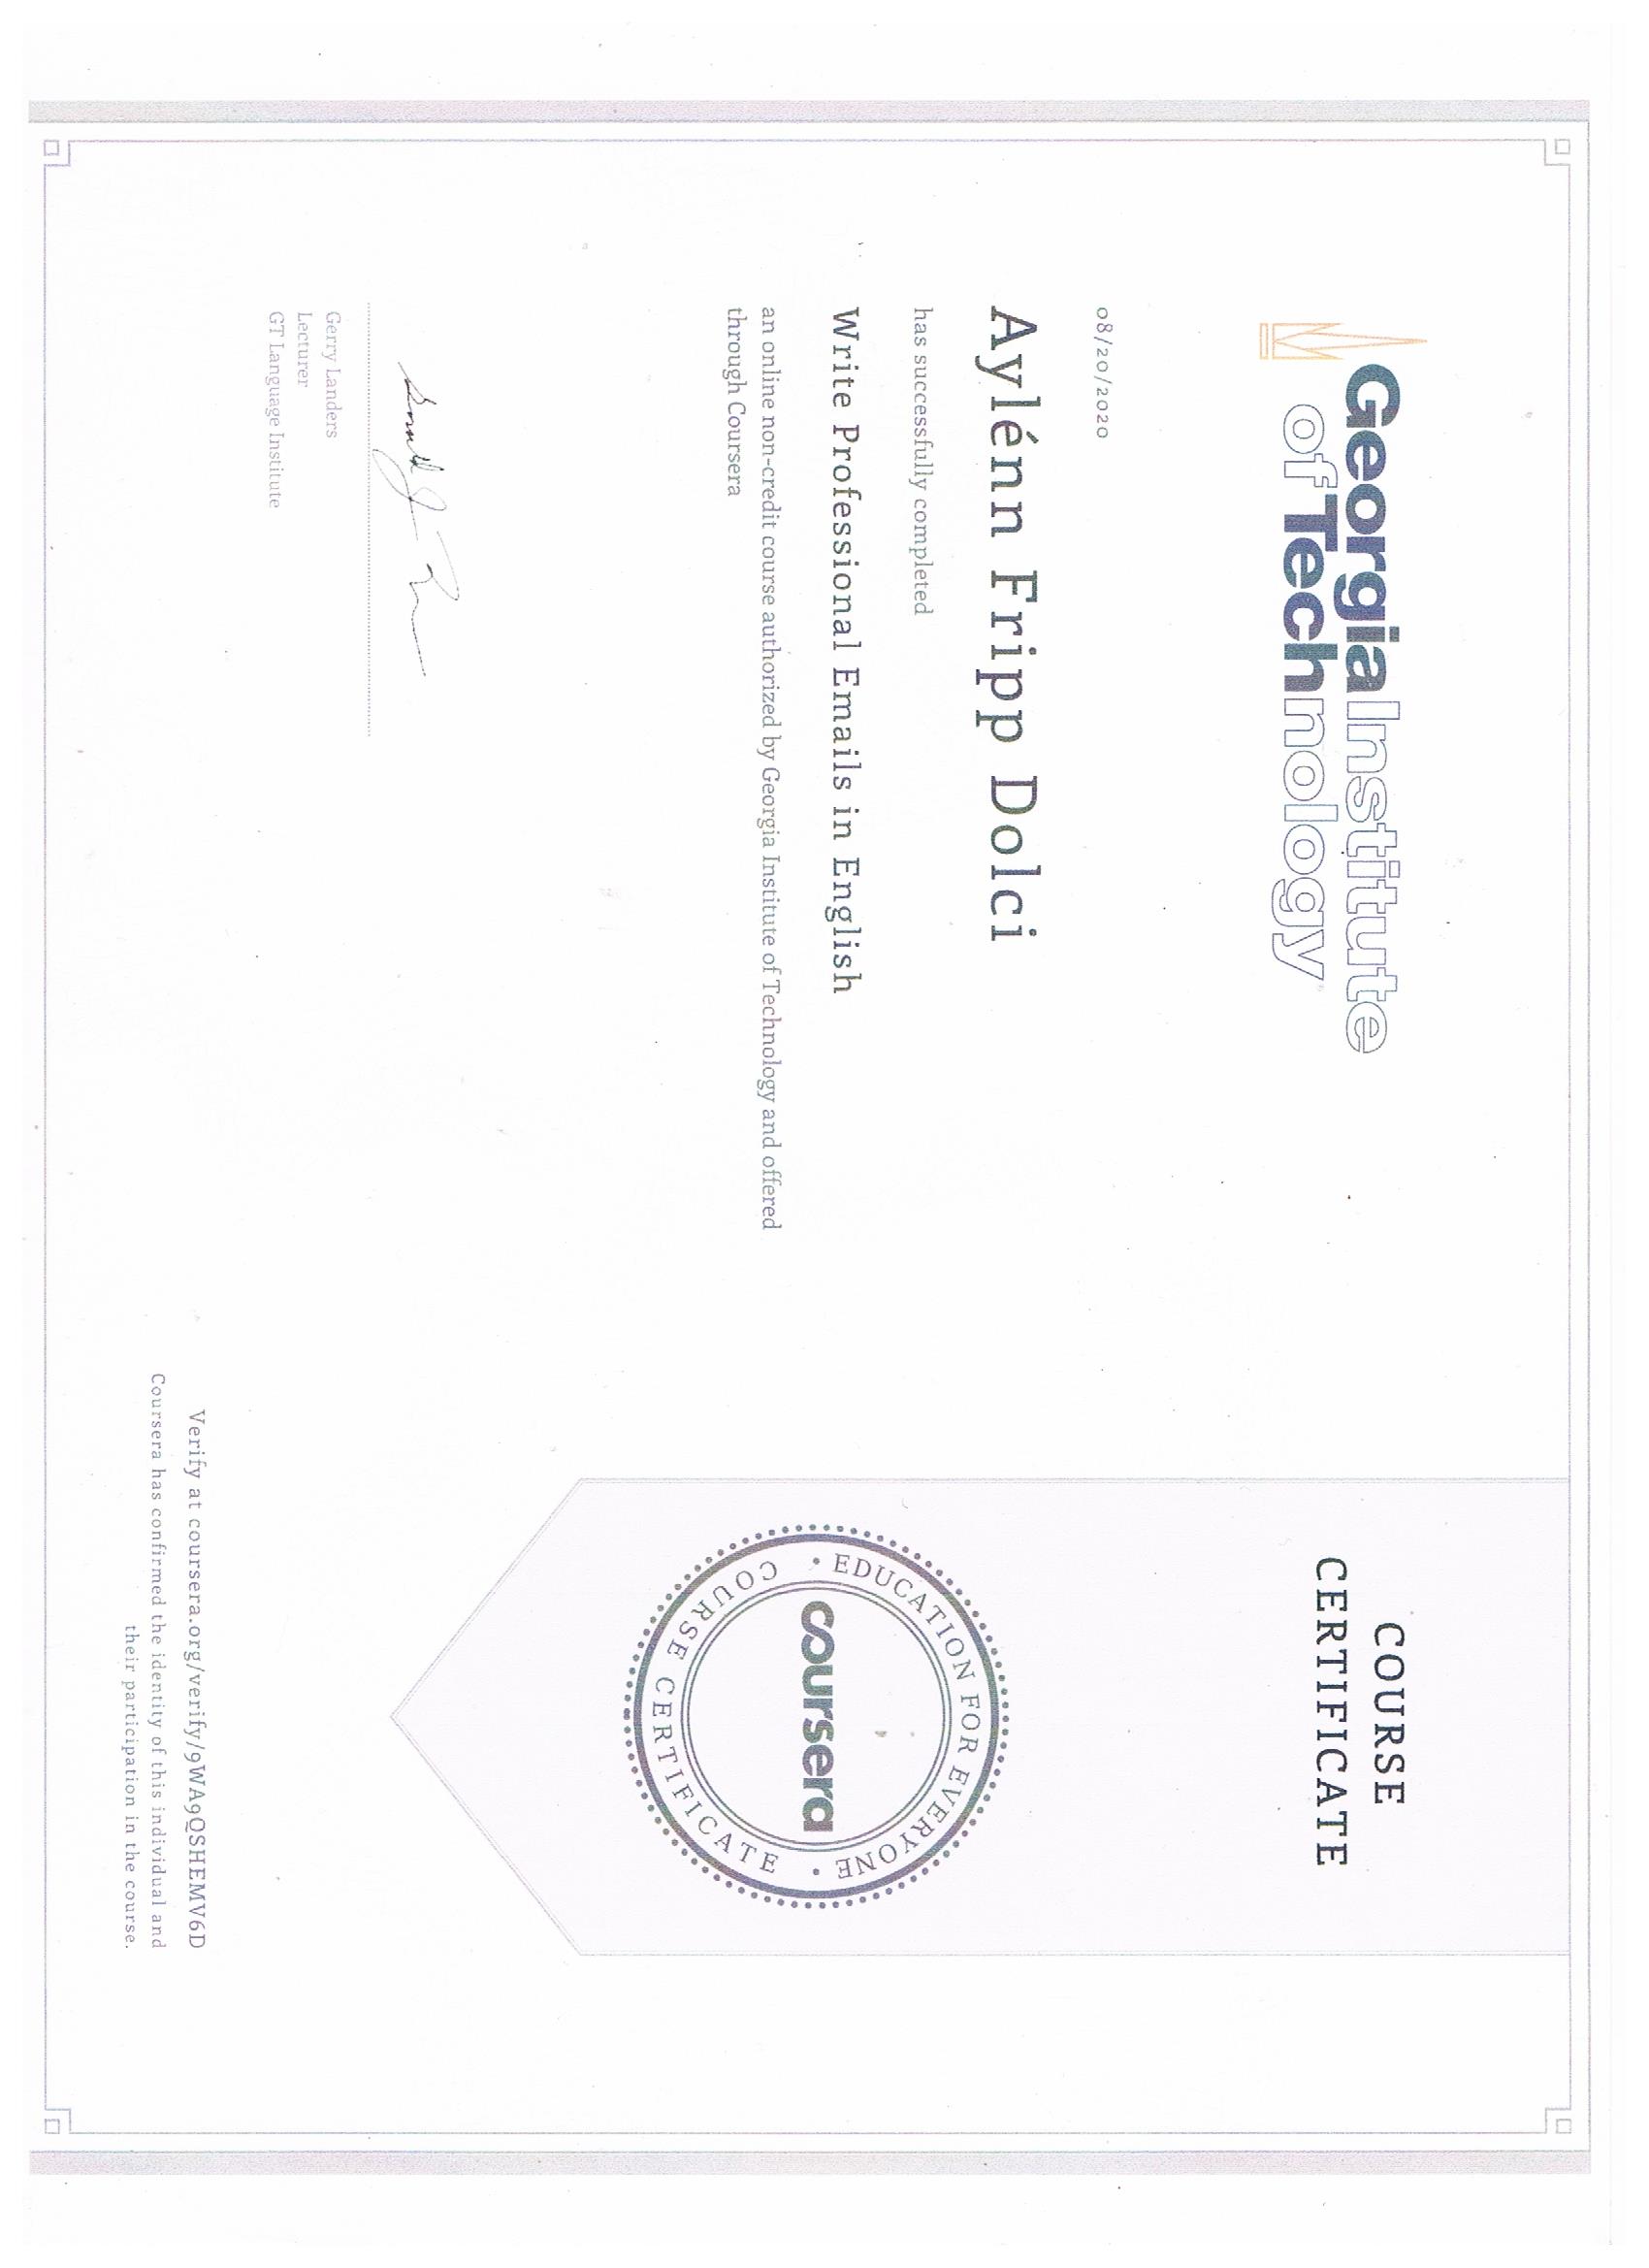 Georgia Institute
of Technology
COURSE
CERTIFICATE
08/20/2020
Aylénn Fripp Dolci
has successfully completed
Write Professional Emails in English
an online non-credit course authorized by Georgia Institute of Technology and offered
through Coursera
EDUCATION FOR EVERYONE
coursera
COURSE CERTIFICATE
Gerry Landers
Lecturer
GT Language Institute
Verify at coursera.org/verify/9WA9QSHEMV6D
Coursera has confirmed the identity of this individual and
their participation in the course.